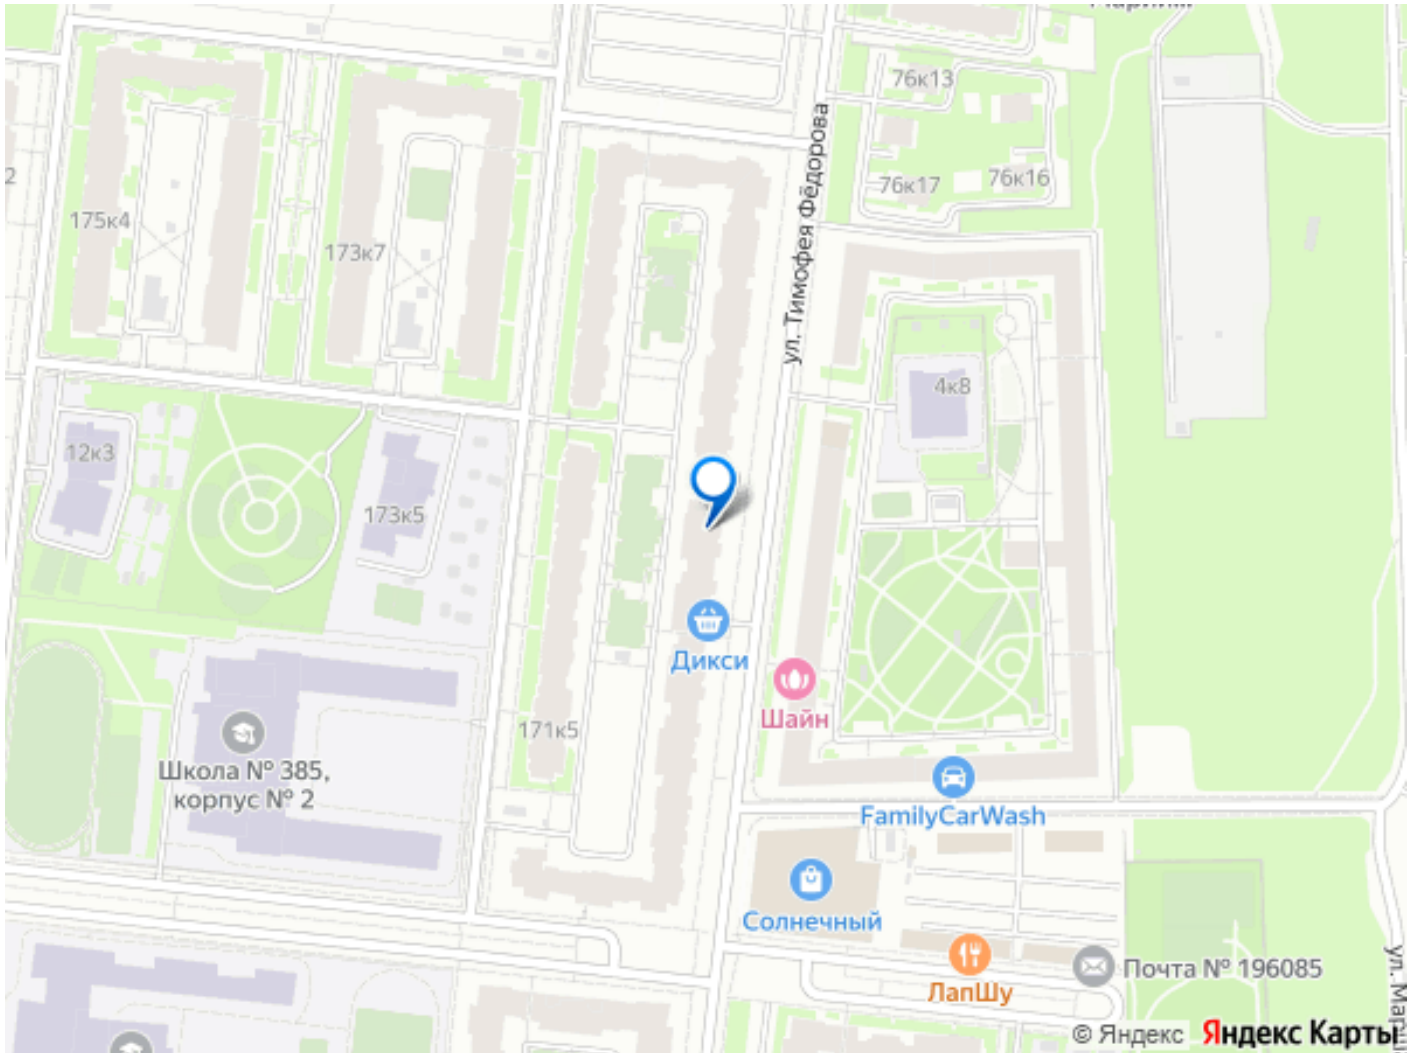 76к13
76к17
76к16
ул. Тимофея Фёдорова
2
175к4
173к7
4к8
12к3
173к5
171к5
Дикси
Шайн
Школа № 385,
корпус № 2
FamilyCarWash
Солнечный
ЛапШу
Почта № 196085
© Яндекс
Яндекс Карты